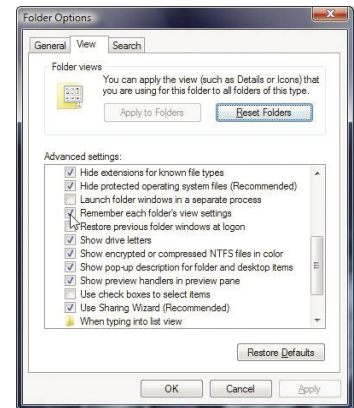 Folder Options
General View Search
Folder views
You can apply the view (such as Details or Icons) that
you are using for this folder to all folders of this type.
Apply to Folders Reset Folders
Advanced settings:
Hide extensions for known file types
Hide protected operating system files (Recommended)
Launch folder windows in a separate process
Remember each folder's view settings
Restore previous folder windows at logon
Show drive letters
Show encrypted or compressed NTFS files in color
Show pop-up description for folder and desktop items
Show preview handlers in preview pane
Use check boxes to select items
Use Sharing Wizard (Recommended)
When typing into list view
Restore Defaults
OK Cancel Apply